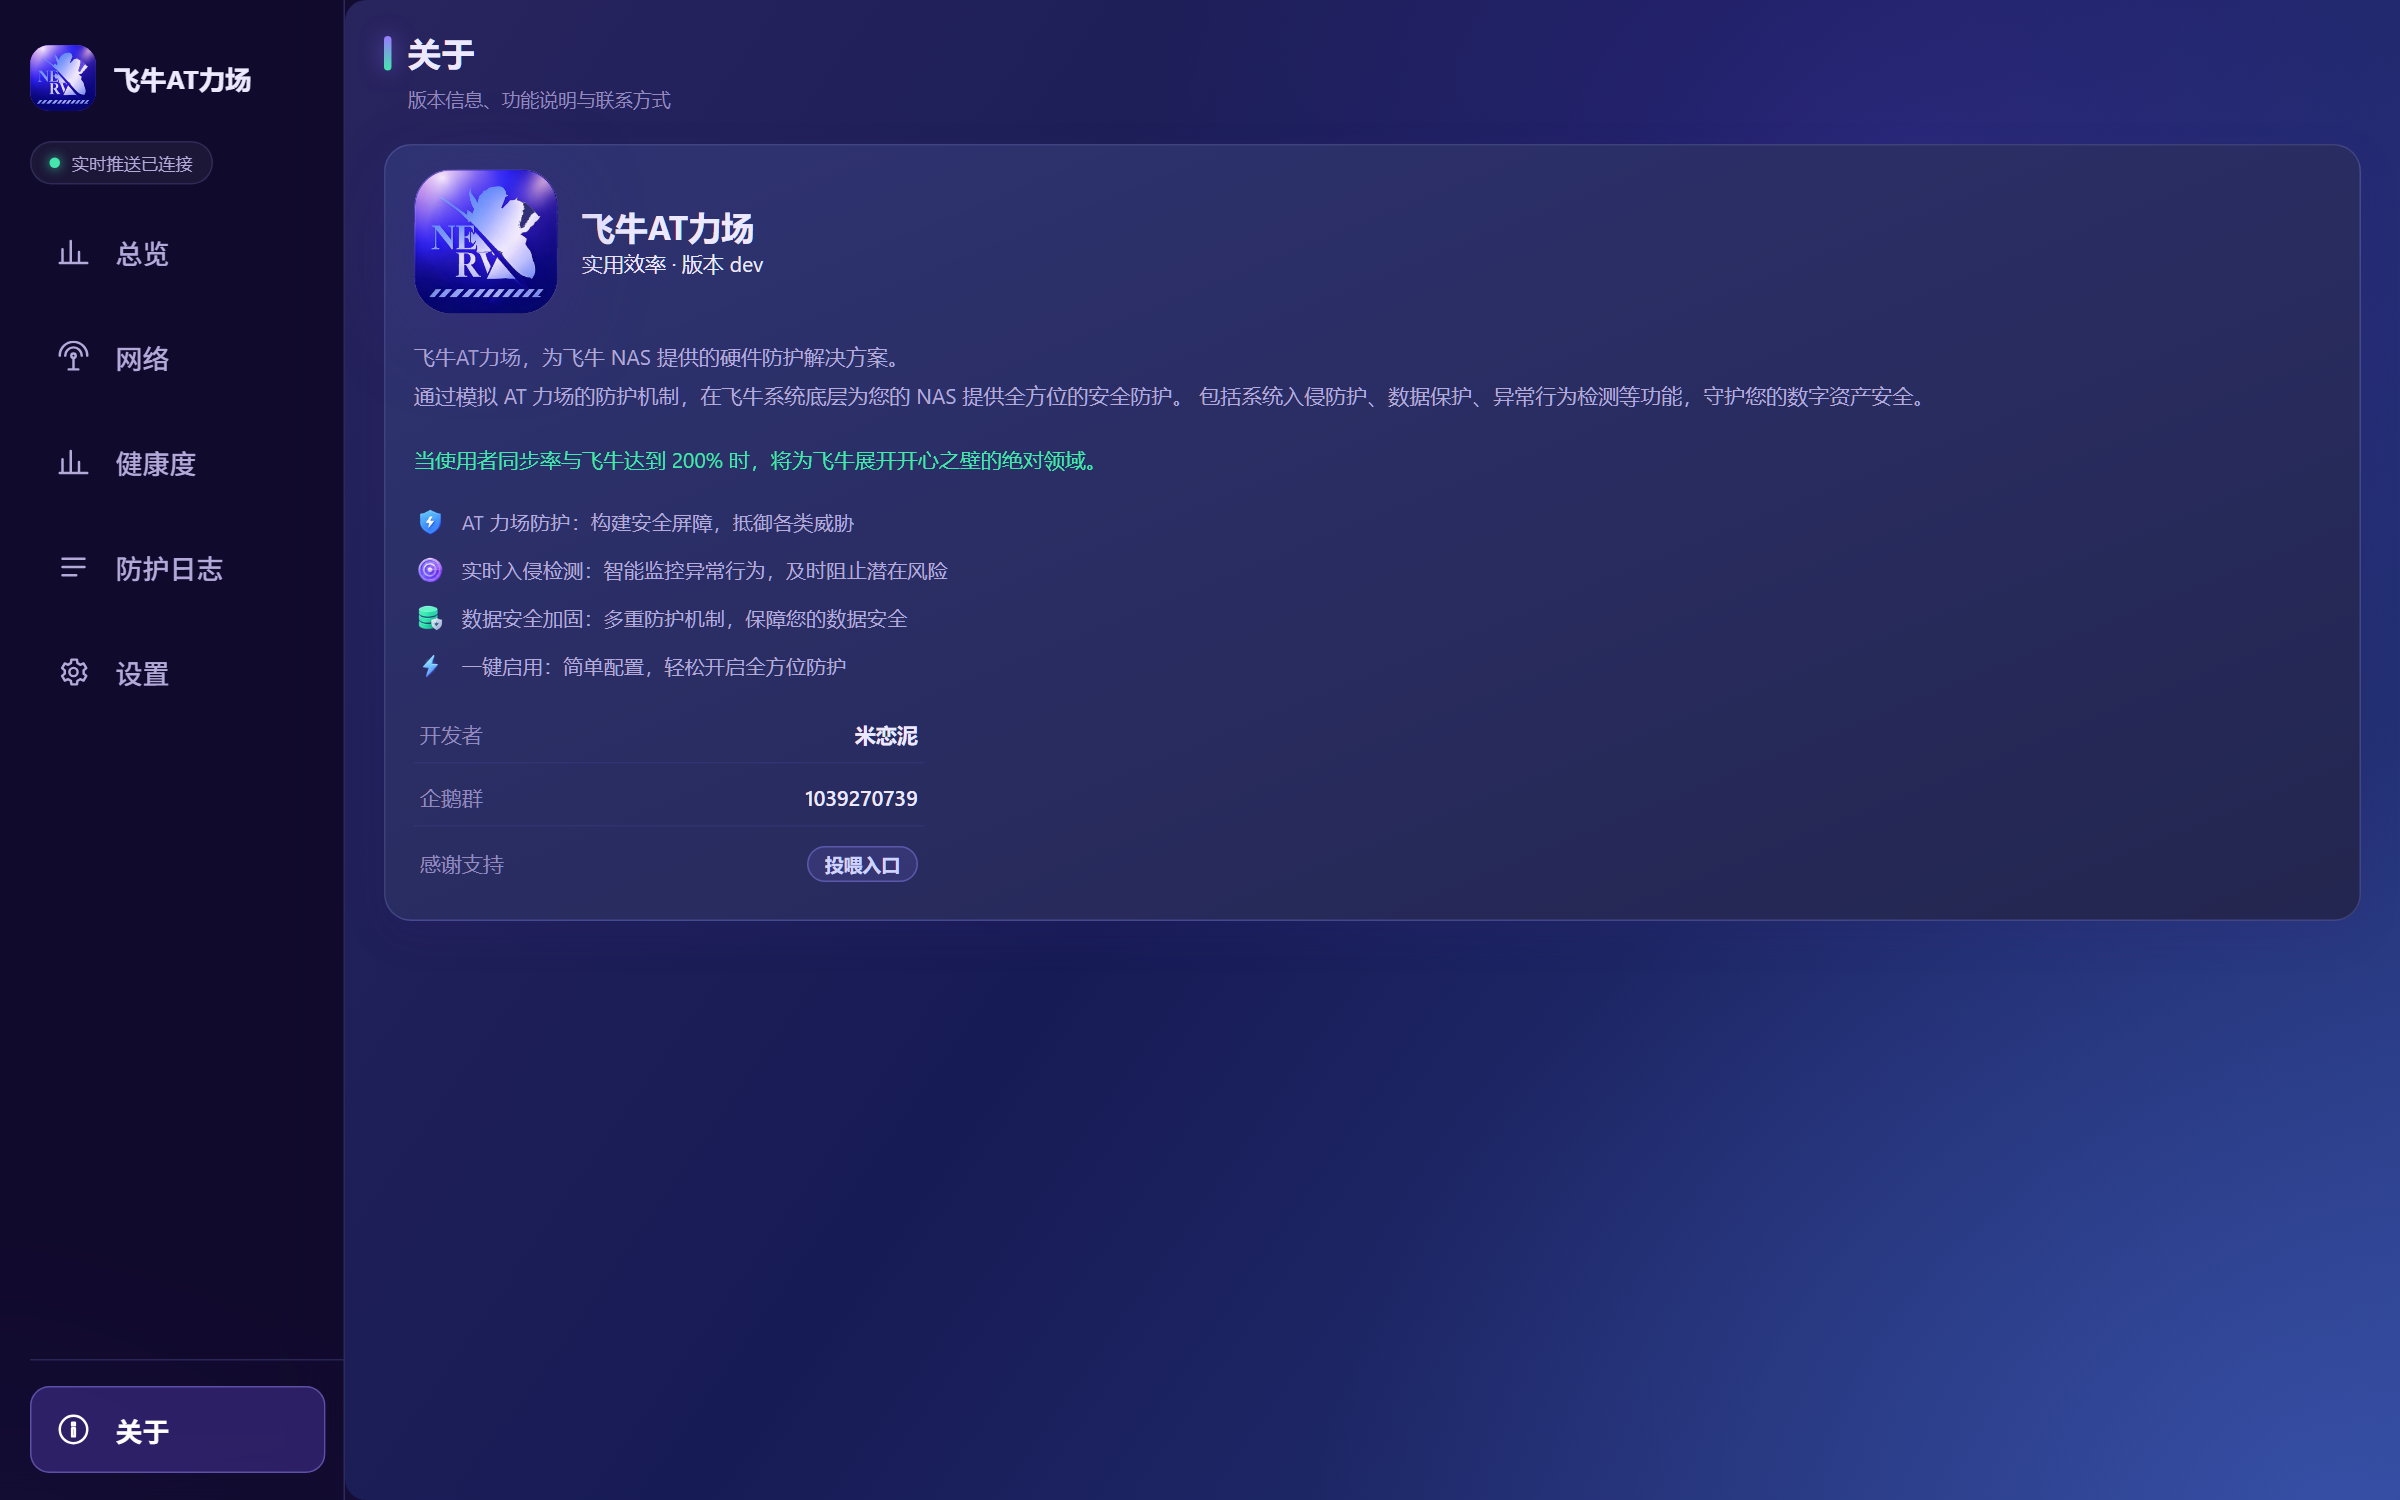 飞牛AT力场
实时推送已连接
总览
网络
健康度
防护日志
设置
关于
关于
版本信息、功能说明与联系方式
NE
RV
飞牛AT力场
实用效率 · 版本 dev
飞牛AT力场，为飞牛 NAS 提供的硬件防护解决方案。
通过模拟 AT 力场的防护机制，在飞牛系统底层为您的 NAS 提供全方位的安全防护。 包括系统入侵防护、数据保护、异常行为检测等功能，守护您的数字资产安全。
当使用者同步率与飞牛达到 200% 时，将为飞牛展开开心之壁的绝对领域。
AT 力场防护：构建安全屏障，抵御各类威胁
实时入侵检测：智能监控异常行为，及时阻止潜在风险
数据安全加固：多重防护机制，保障您的数据安全
一键启用：简单配置，轻松开启全方位防护
开发者 米恋泥
企鹅群 1039270739
感谢支持 投喂入口